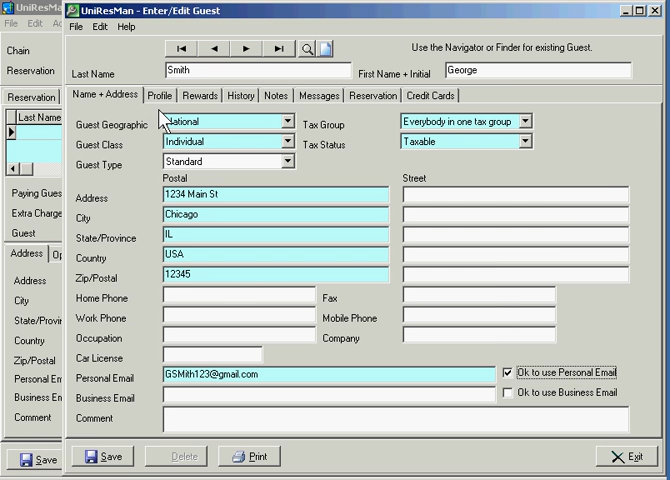 UniResMan
UniResMan - Enter/Edit Guest
File Edit
File Edit Help
Chain
Use the Navigator or Finder for existing Guest.
Reservation
Last Name Smith First Name + Initial George
Reservation
Name + Address Profile Rewards History Notes Messages Reservation Credit Cards
Last Name
Guest Geographic National Tax Group Everybody in one tax group
Guest Class Individual Tax Status Taxable
Guest Type Standard
Postal Street
Paying Gues
Address 1234 Main St
Extra Charge
City Chicago
Guest
State/Province IL
Address Op
Country USA
Address
Zip/Postal 12345
City
Home Phone Fax
State/Provin
Work Phone Mobile Phone
Country
Occupation Company
Zip/Postal
Car License
Personal Em
Personal Email GSMith123@gmail.com Ok to use Personal Email
Business Em
Business Email Ok to use Business Email
Comment
Comment
Save
Save Delete Print Exit